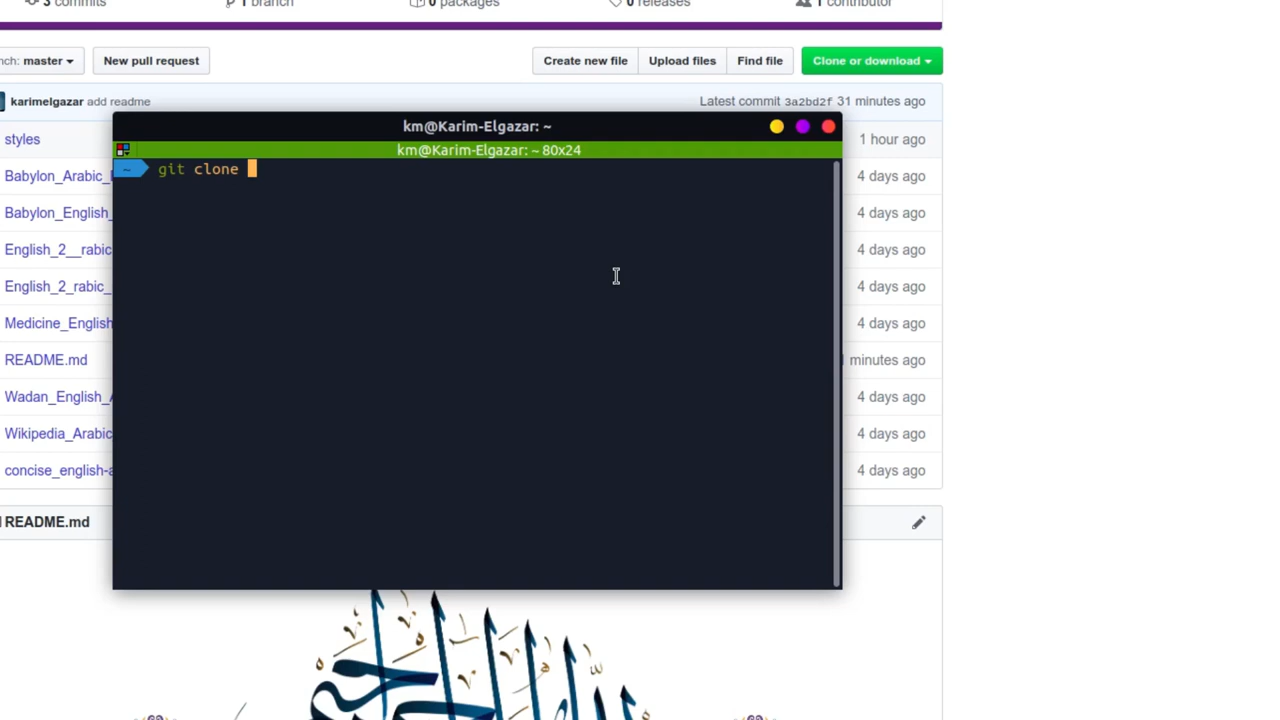 3 commits
1 branch
0 packages
0 releases
1 contributor
nch: master
New pull request
Create new file
Upload files
Find file
Clone or download
karimelgazar add readme
Latest commit 3a2bd2f 31 minutes ago
km@Karim-Elgazar: ~
km@Karim-Elgazar: ~ 80x24
~ git clone
styles
1 hour ago
Babylon_Arabic_
4 days ago
Babylon_English_
4 days ago
English_2__rabic
4 days ago
English_2_rabic_
4 days ago
Medicine_English
4 days ago
README.md
minutes ago
Wadan_English_A
4 days ago
Wikipedia_Arabic
4 days ago
concise_english-a
4 days ago
README.md